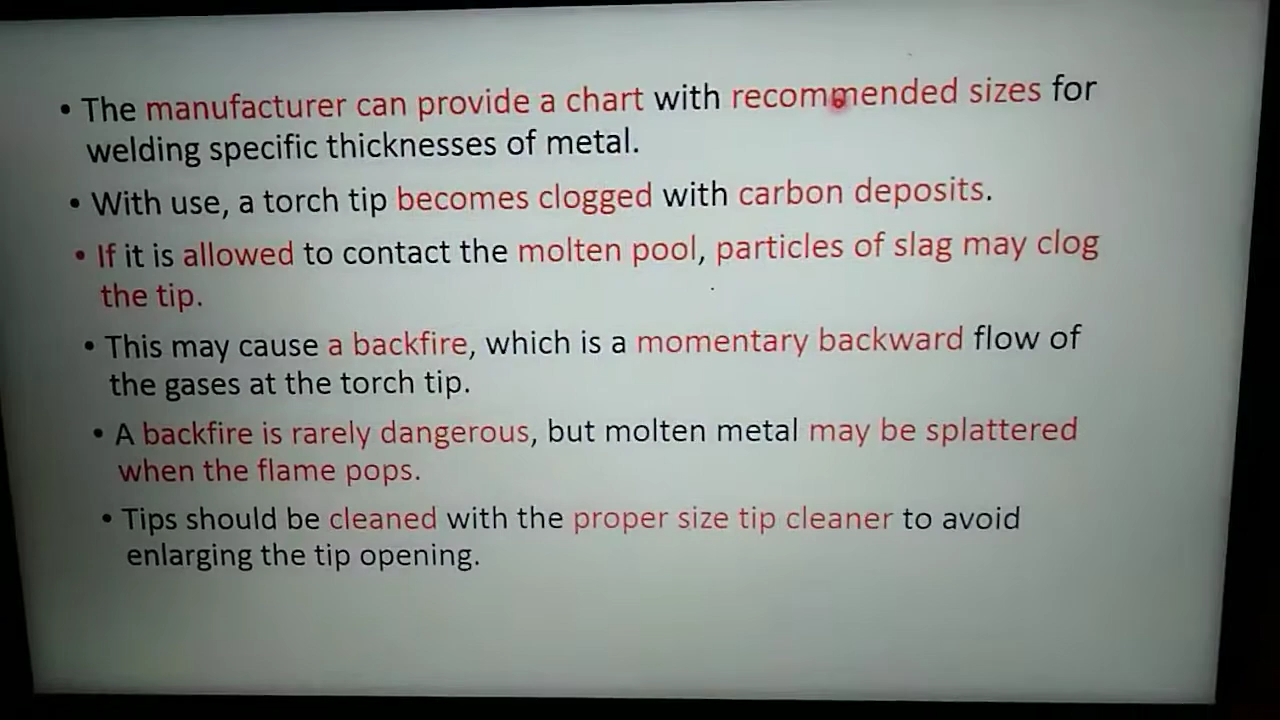 • The manufacturer can provide a chart with recommended sizes for
welding specific thicknesses of metal.
• With use, a torch tip becomes clogged with carbon deposits.
• If it is allowed to contact the molten pool, particles of slag may clog
the tip.
• This may cause a backfire, which is a momentary backward flow of
the gases at the torch tip.
• A backfire is rarely dangerous, but molten metal may be splattered
when the flame pops.
• Tips should be cleaned with the proper size tip cleaner to avoid
enlarging the tip opening.